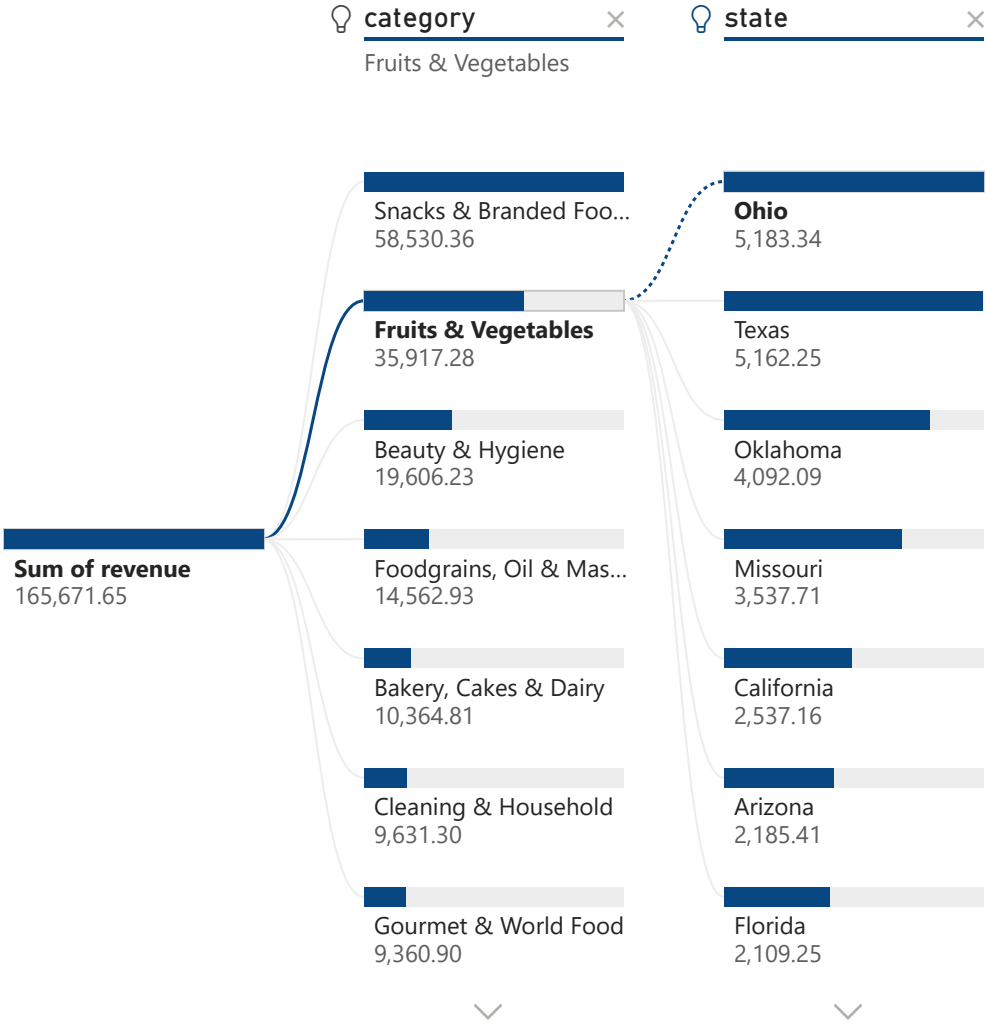 category
state
Fruits & Vegetables
Sum of revenue
165,671.65
Snacks & Branded Foo...
58,530.36
Fruits & Vegetables
35,917.28
Beauty & Hygiene
19,606.23
Foodgrains, Oil & Mas...
14,562.93
Bakery, Cakes & Dairy
10,364.81
Cleaning & Household
9,631.30
Gourmet & World Food
9,360.90
Ohio
5,183.34
Texas
5,162.25
Oklahoma
4,092.09
Missouri
3,537.71
California
2,537.16
Arizona
2,185.41
Florida
2,109.25